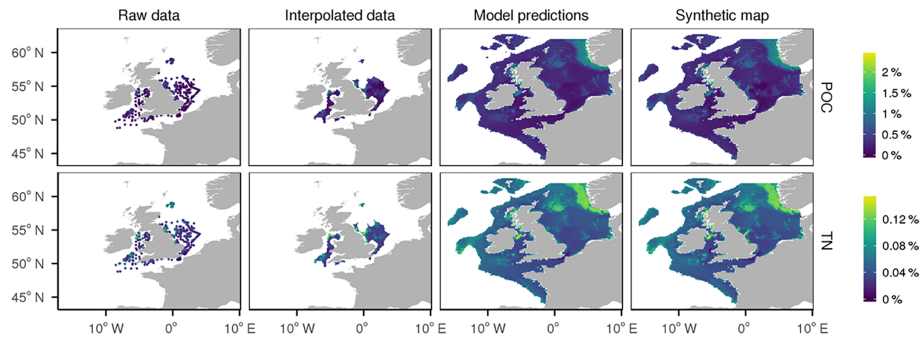 Raw data Interpolated data Model predictions Synthetic map
60° N
55° N
50° N
45° N
POC
2 %
1.5 %
1 %
0.5 %
0 %
60° N
55° N
50° N
45° N
TN
0.12 %
0.08 %
0.04 %
0 %
10° W 0° 10° E 10° W 0° 10° E 10° W 0° 10° E 10° W 0° 10° E